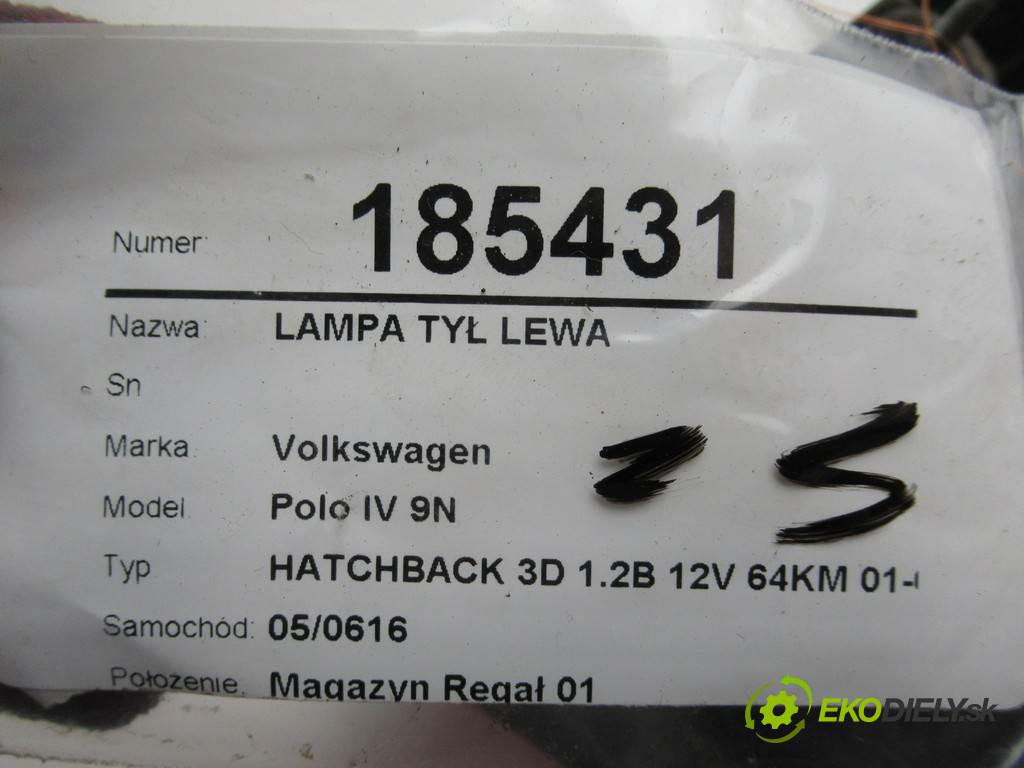 Numer: 185431
Nazwa: LAMPA TYŁ LEWA
Sn
Marka Volkswagen
Model Polo IV 9N
Typ HATCHBACK 3D 1.2B 12V 64KM 01-
Samochód: 05/0616
Położenie. Magazyn Regał 01
EKODIELY.sk